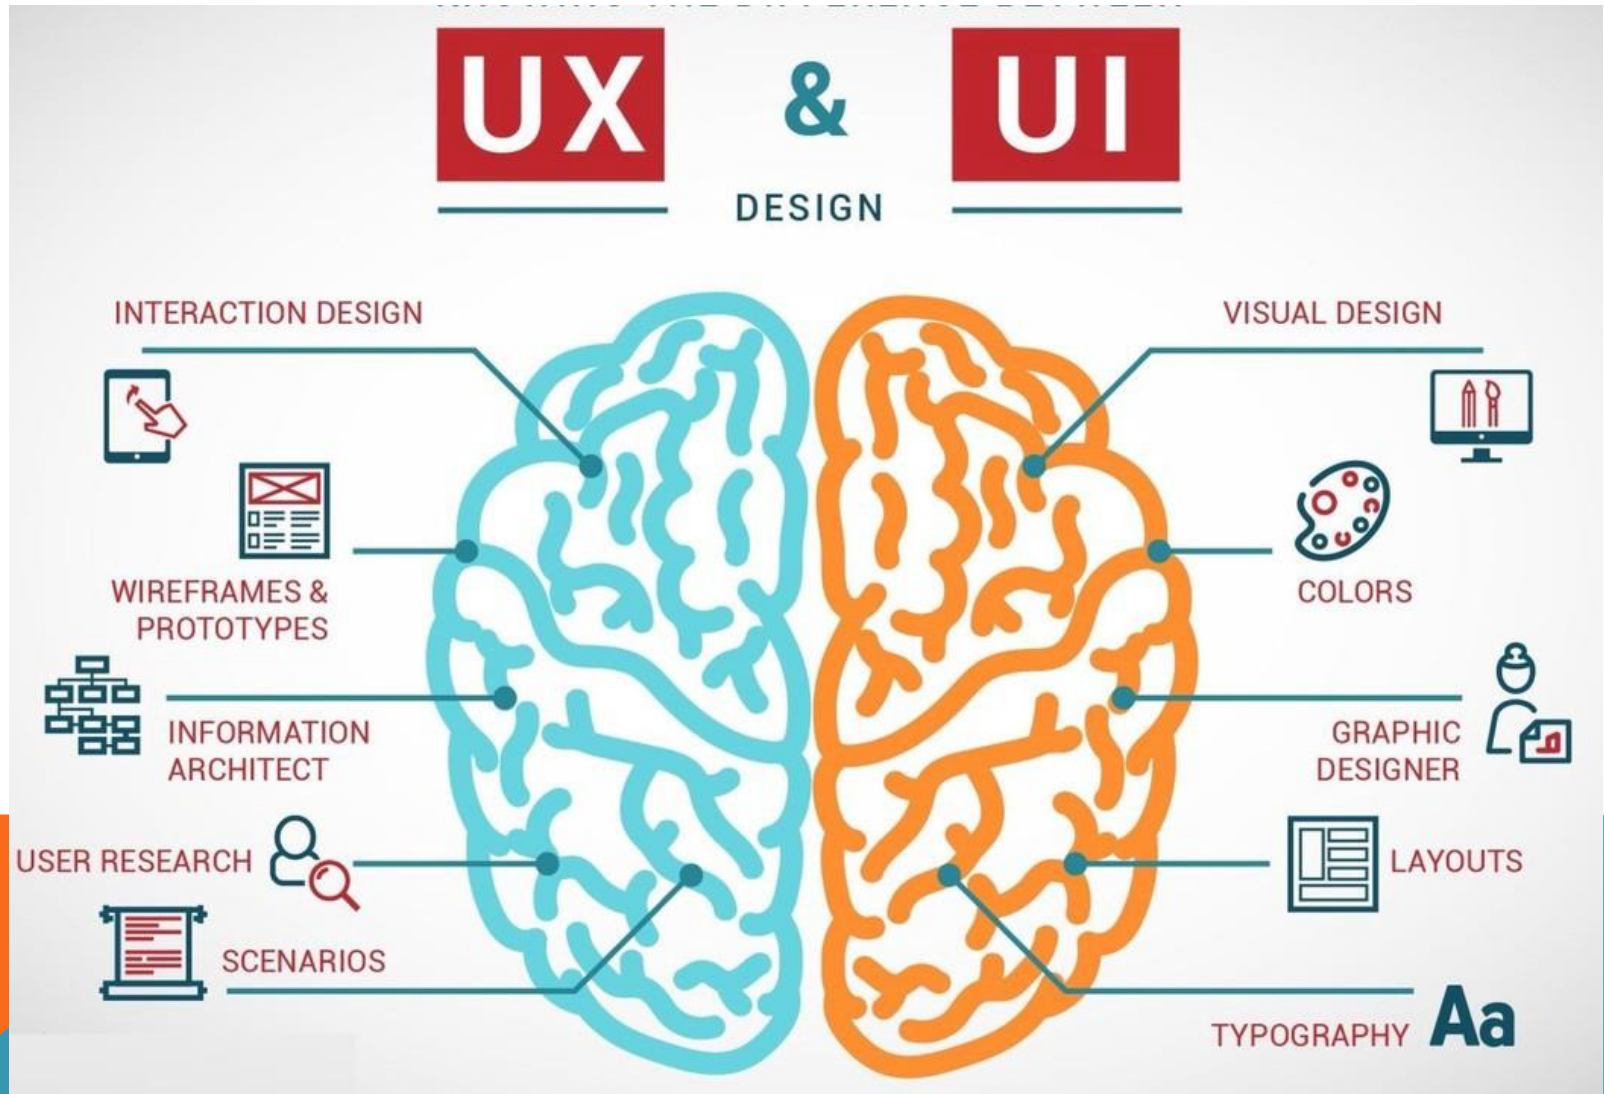 UX & UI
DESIGN
INTERACTION DESIGN
VISUAL DESIGN
WIREFRAMES &
PROTOTYPES
COLORS
INFORMATION
ARCHITECT
GRAPHIC
DESIGNER
USER RESEARCH
LAYOUTS
SCENARIOS
TYPOGRAPHY Aa